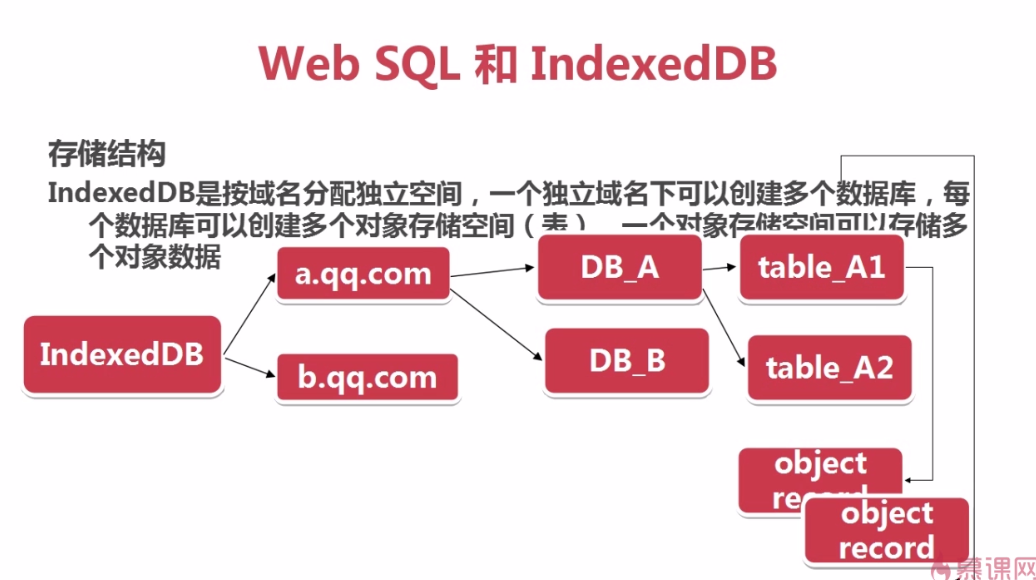 Web SQL 和 IndexedDB
存储结构
IndexedDB是按域名分配独立空间，一个独立域名下可以创建多个数据库，每
个数据库可以创建多个对象存储空间（表），一个对象存储空间可以存储多
个对象数据
a.qq.com
DB_A
table_A1
IndexedDB
DB_B
table_A2
b.qq.com
object
record
object
record
慕课网